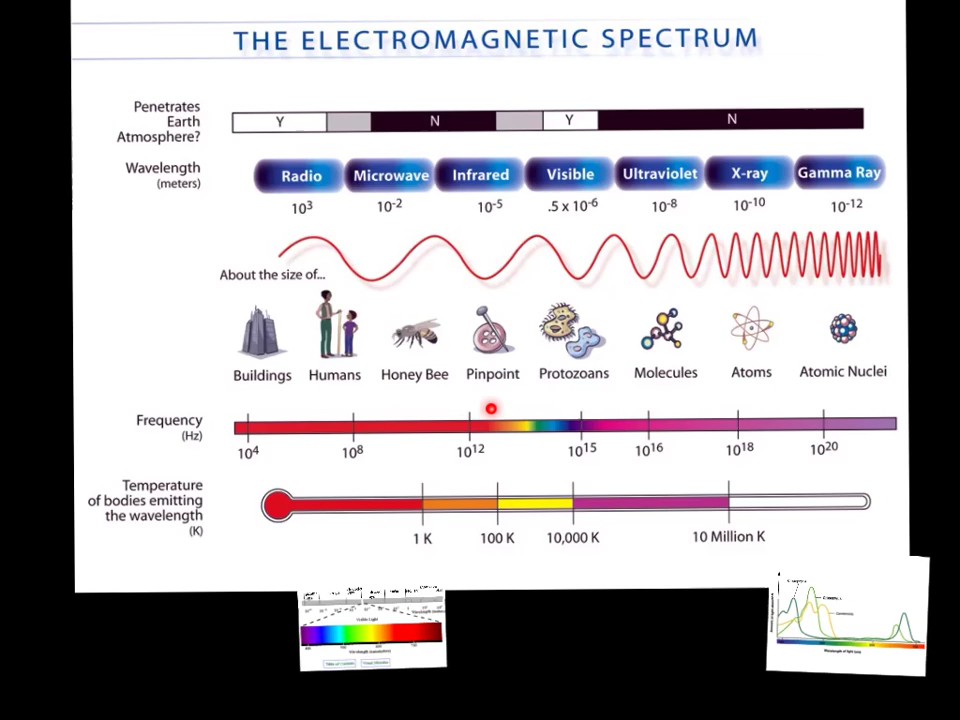 THE ELECTROMAGNETIC SPECTRUM
Penetrates
Earth
Atmosphere?
Y N Y N
Wavelength
(meters)
Radio Microwave Infrared Visible Ultraviolet X-ray Gamma Ray
10³ 10⁻² 10⁻⁵ .5 x 10⁻⁶ 10⁻⁸ 10⁻¹⁰ 10⁻¹²
About the size of...
Buildings Humans Honey Bee Pinpoint Protozoans Molecules Atoms Atomic Nuclei
Frequency
(Hz)
10⁴ 10⁸ 10¹² 10¹⁵ 10¹⁶ 10¹⁸ 10²⁰
Temperature
of bodies emitting
the wavelength
(K)
1 K 100 K 10,000 K 10 Million K
Visible Light